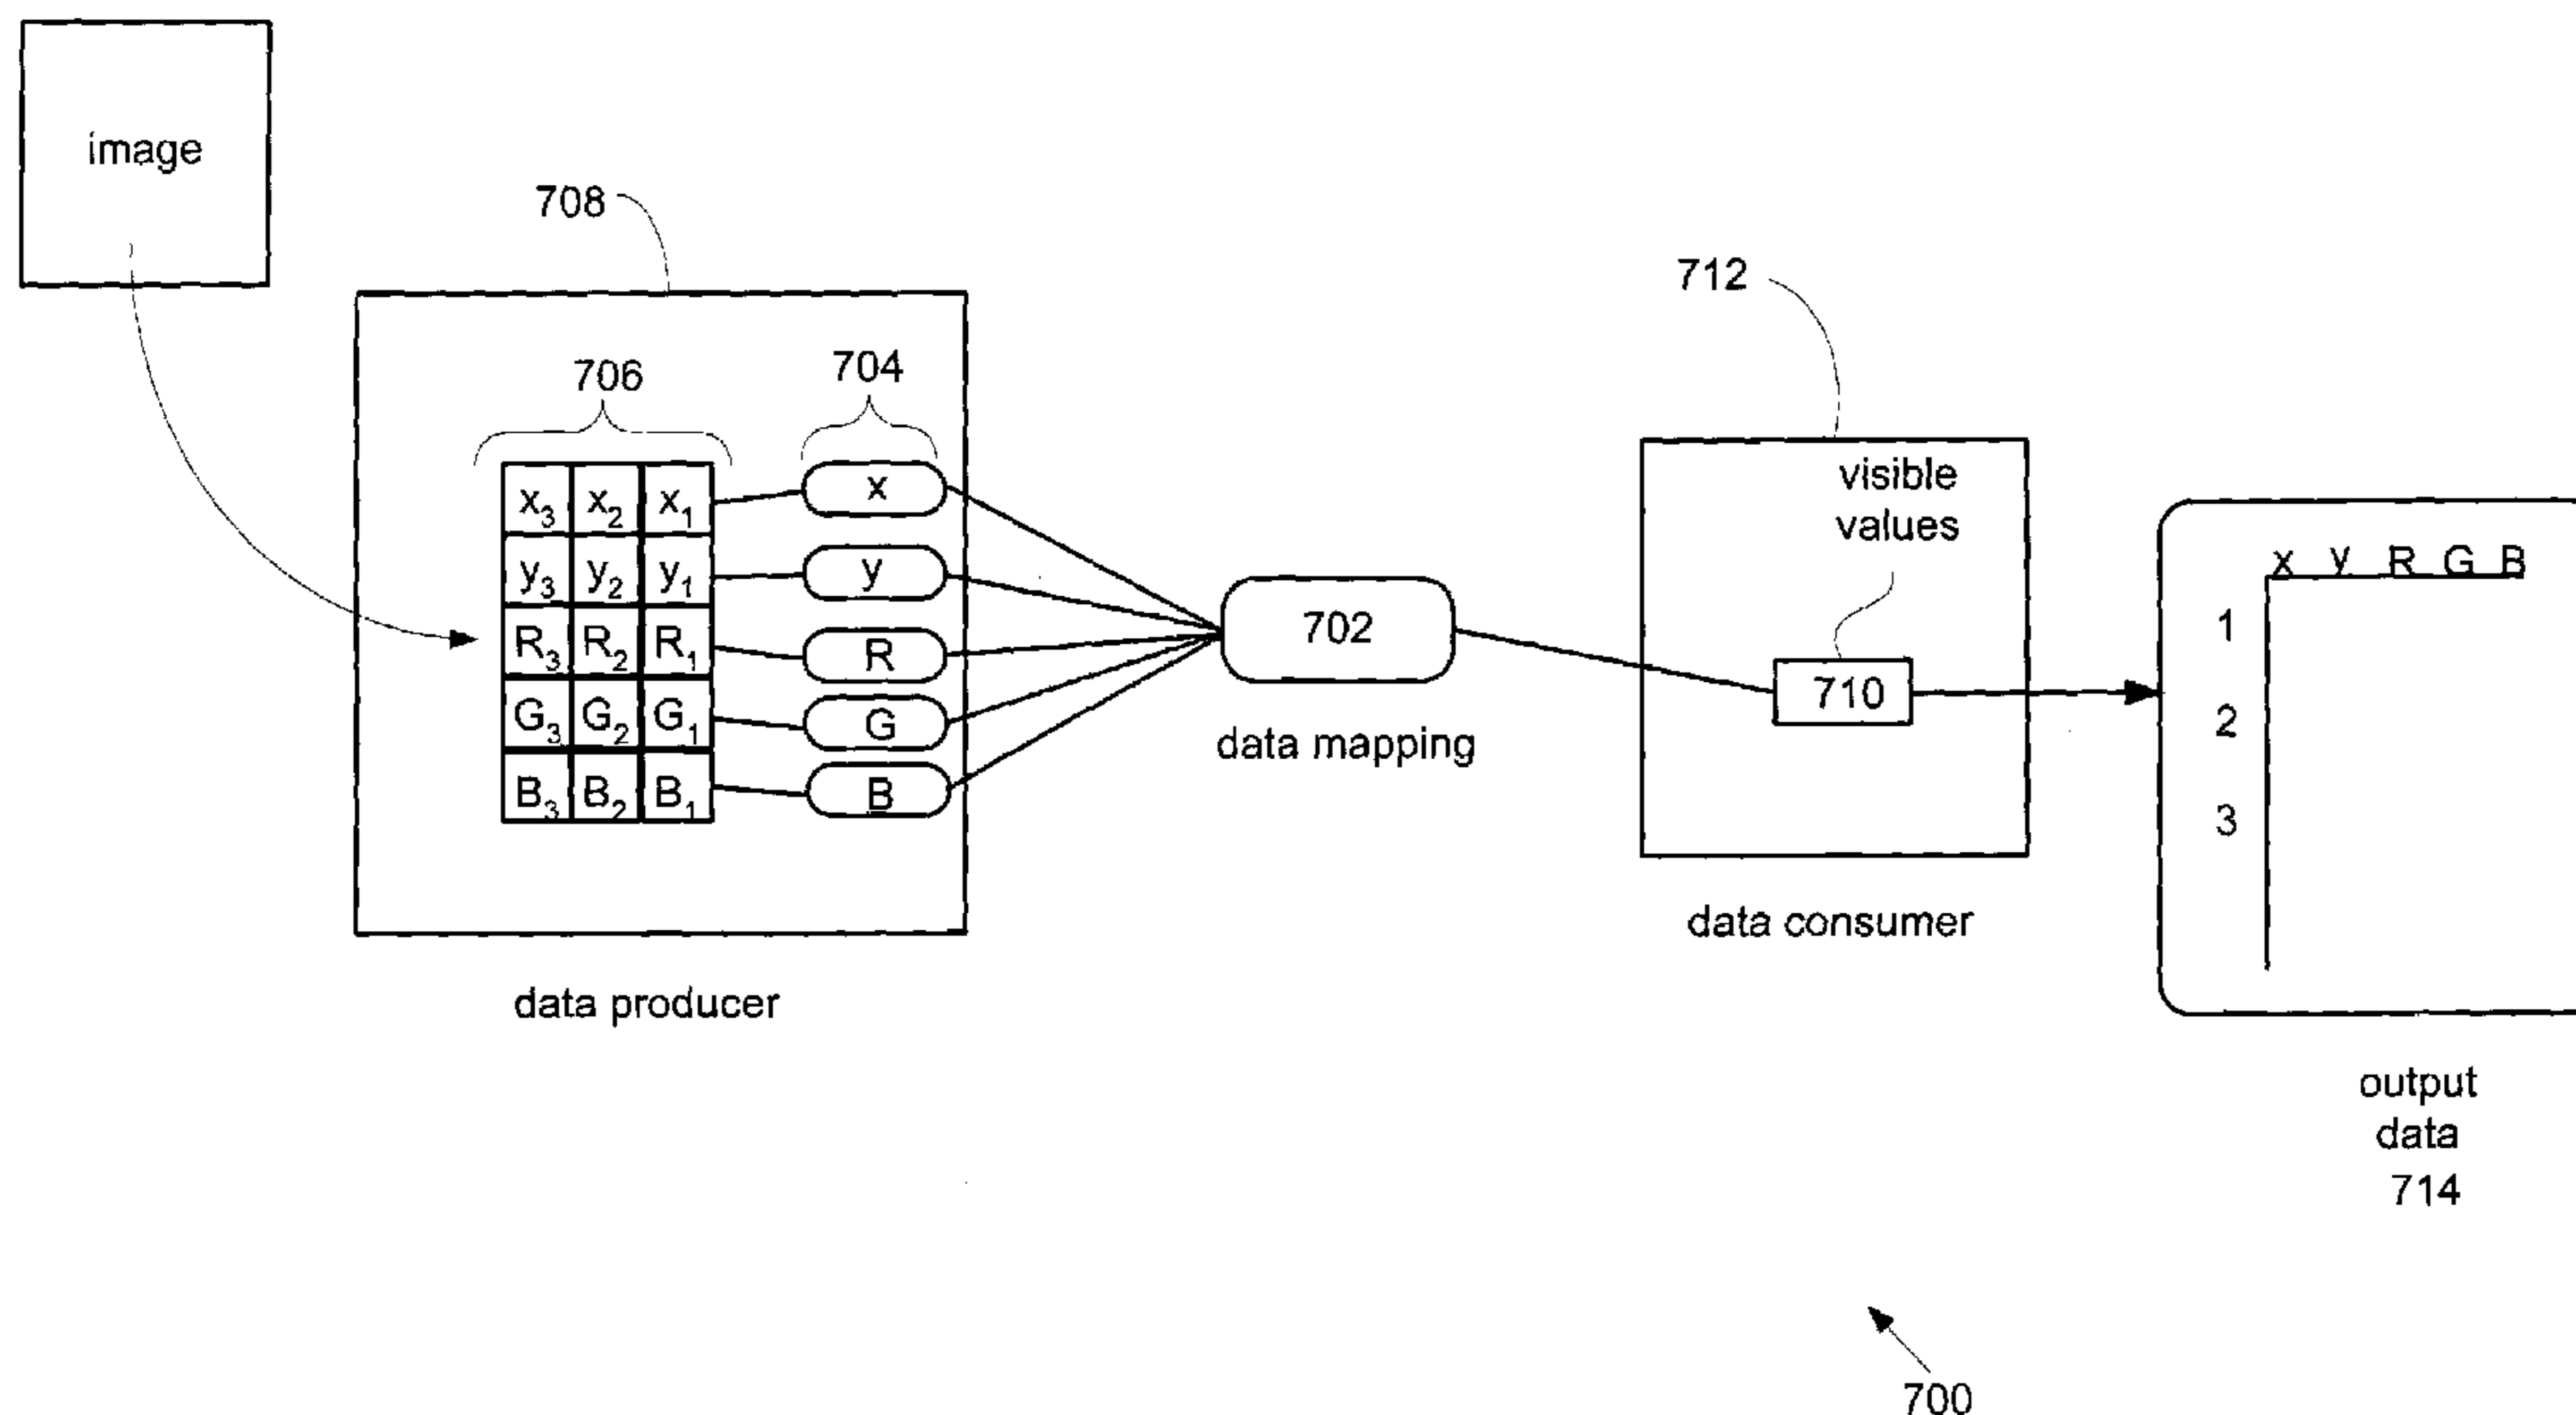 image
708
706
704
x₃ x₂ x₁
y₃ y₂ y₁
R₃ R₂ R₁
G₃ G₂ G₁
B₃ B₂ B₁
x
y
R
G
B
data producer
702
data mapping
712
visible
values
710
data consumer
x y R G B
1
2
3
output
data
714
700